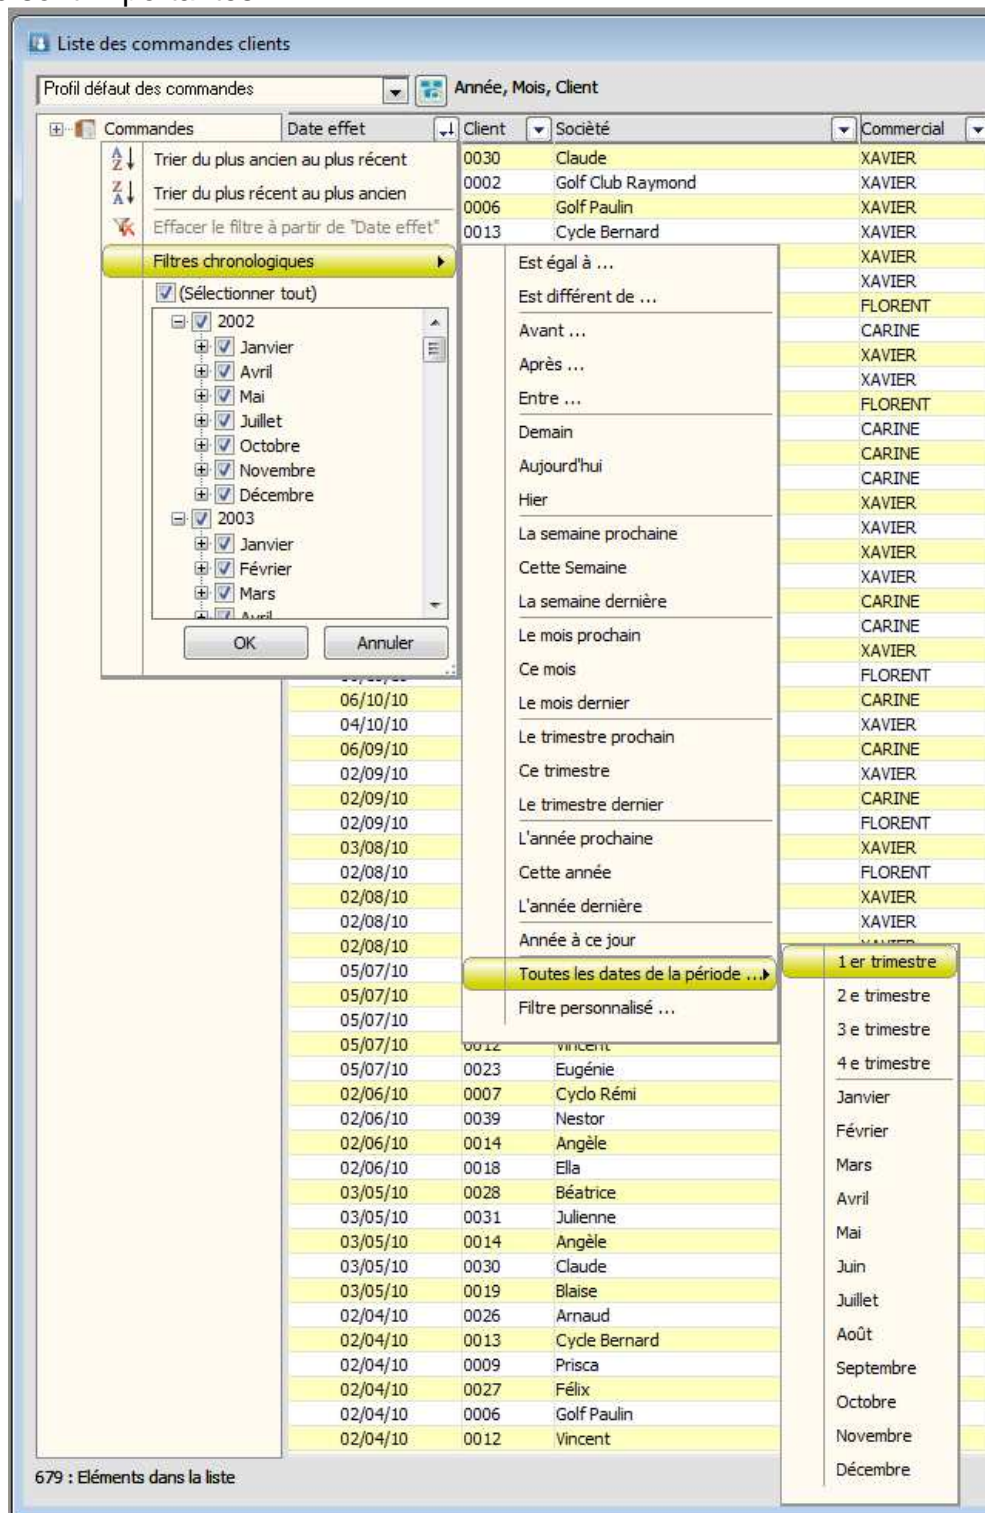 Liste des commandes clients
Profil défaut des commandes
Année, Mois, Client
Commandes
Date effet Client Socièté Commercial
Trier du plus ancien au plus récent
Trier du plus récent au plus ancien
Effacer le filtre à partir de "Date effet"
Filtres chronologiques
(Sélectionner tout)
2002
Janvier
Avril
Mai
Juillet
Octobre
Novembre
Décembre
2003
Janvier
Février
Mars
Avril
OK Annuler
0030 Claude XAVIER
0002 Golf Club Raymond XAVIER
0006 Golf Paulin XAVIER
0013 Cycle Bernard XAVIER
XAVIER
XAVIER
FLORENT
CARINE
XAVIER
XAVIER
FLORENT
CARINE
CARINE
CARINE
XAVIER
XAVIER
XAVIER
XAVIER
CARINE
CARINE
XAVIER
FLORENT
06/10/10 CARINE
04/10/10 XAVIER
06/09/10 CARINE
02/09/10 XAVIER
02/09/10 CARINE
02/09/10 FLORENT
03/08/10 XAVIER
02/08/10 FLORENT
02/08/10 XAVIER
02/08/10 XAVIER
02/08/10
05/07/10
05/07/10
05/07/10
05/07/10 0012 Vincent
05/07/10 0023 Eugénie
02/06/10 0007 Cyclo Rémi
02/06/10 0039 Nestor
02/06/10 0014 Angèle
02/06/10 0018 Ella
03/05/10 0028 Béatrice
03/05/10 0031 Julienne
03/05/10 0014 Angèle
03/05/10 0030 Claude
03/05/10 0019 Blaise
02/04/10 0026 Arnaud
02/04/10 0013 Cycle Bernard
02/04/10 0009 Prisca
02/04/10 0027 Félix
02/04/10 0006 Golf Paulin
02/04/10 0012 Vincent
Est égal à ...
Est différent de ...
Avant ...
Après ...
Entre ...
Demain
Aujourd'hui
Hier
La semaine prochaine
Cette Semaine
La semaine dernière
Le mois prochain
Ce mois
Le mois dernier
Le trimestre prochain
Ce trimestre
Le trimestre dernier
L'année prochaine
Cette année
L'année dernière
Année à ce jour
Toutes les dates de la période ...
Filtre personnalisé ...
1 er trimestre
2 e trimestre
3 e trimestre
4 e trimestre
Janvier
Février
Mars
Avril
Mai
Juin
Juillet
Août
Septembre
Octobre
Novembre
Décembre
679 : Eléments dans la liste